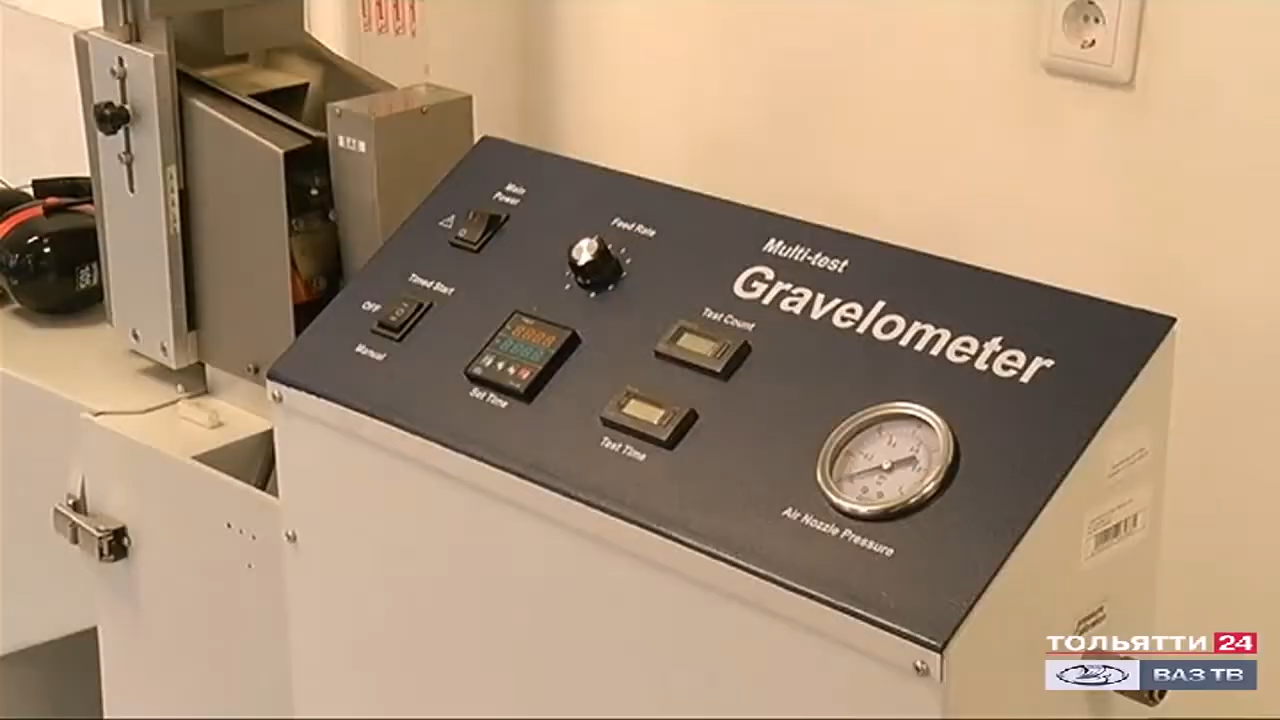 SAE
Main
Power
Feed Rate
Multi-test
Gravelometer
Timed Start
OFF
Manual
Set Time
Test Count
Test Time
Air Nozzle Pressure
ТОЛЬЯТТИ 24
ВАЗ ТВ